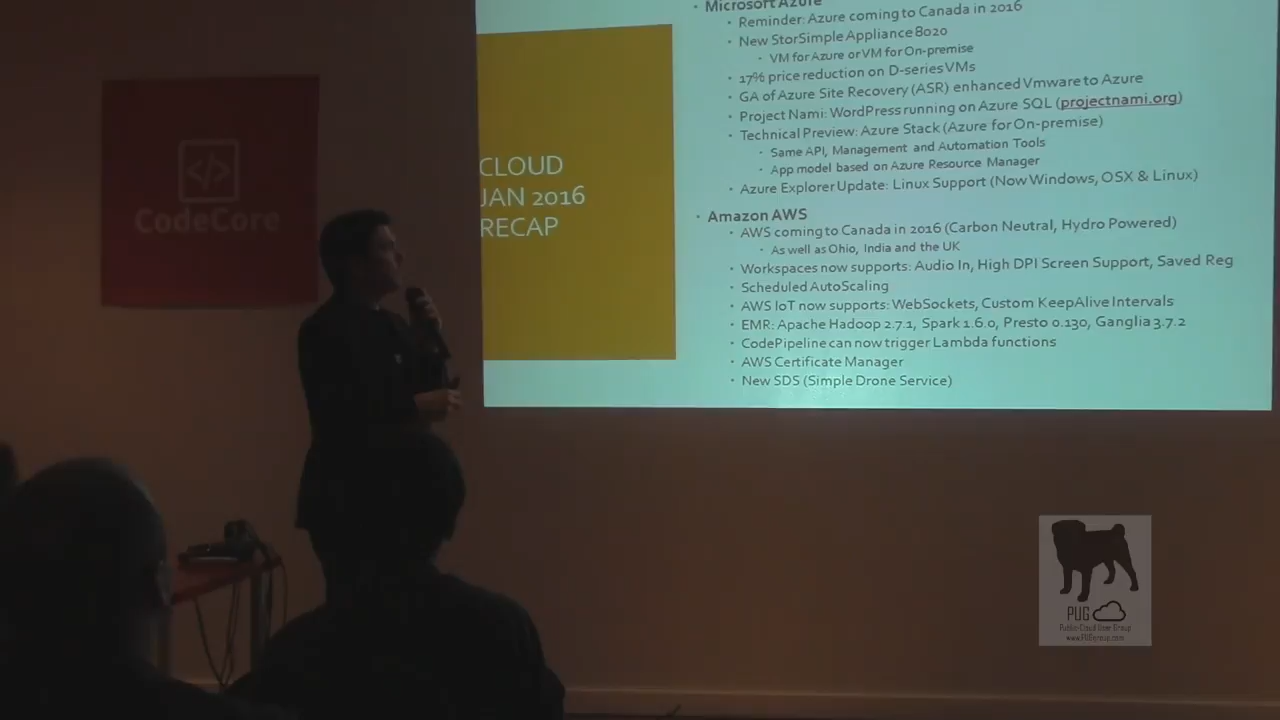 Microsoft Azure
Reminder: Azure coming to Canada in 2016
New StorSimple Appliance 8020
VM for Azure or VM for On-premise
17% price reduction on D-series VMs
GA of Azure Site Recovery (ASR) enhanced Vmware to Azure
Project Nami: WordPress running on Azure SQL (projectnami.org)
Technical Preview: Azure Stack (Azure for On-premise)
Same API, Management and Automation Tools
App model based on Azure Resource Manager
Azure Explorer Update: Linux Support (Now Windows, OSX & Linux)
Amazon AWS
AWS coming to Canada in 2016 (Carbon Neutral, Hydro Powered)
As well as Ohio, India and the UK
Workspaces now supports: Audio In, High DPI Screen Support, Saved Reg
Scheduled AutoScaling
AWS IoT now supports: WebSockets, Custom KeepAlive Intervals
EMR: Apache Hadoop 2.7.1, Spark 1.6.0, Presto 0.130, Ganglia 3.7.2
CodePipeline can now trigger Lambda functions
AWS Certificate Manager
New SDS (Simple Drone Service)
CLOUD
JAN 2016
RECAP
</>
CodeCore
PUG
Public Cloud User Group
www.PUGgroup.com